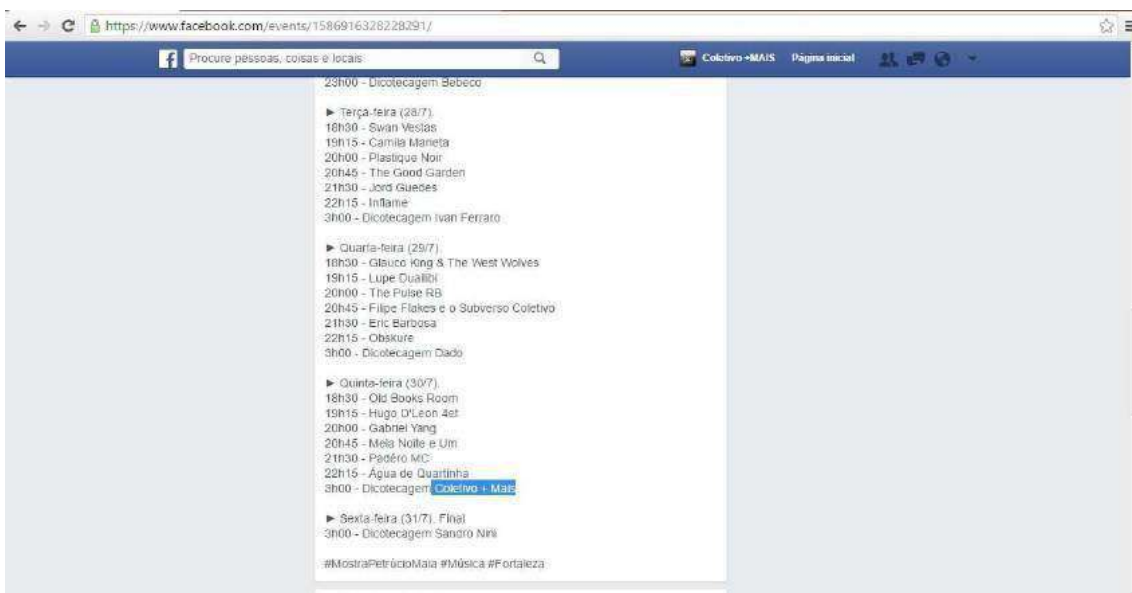 https://www.facebook.com/events/1586916328228291/
Procure pessoas, coisas e locais
Coletivo +MAIS Página inicial
23h00 - Dicotecagem Bebeco
► Terça-feira (28/7).
18h30 - Swan Vestas
19h15 - Camila Marieta
20h00 - Plastique Noir
20h45 - The Good Garden
21h30 - Jord Guedes
22h15 - Inflame
3h00 - Dicotecagem Ivan Ferraro
► Quarta-feira (29/7).
18h30 - Glauco King & The West Wolves
19h15 - Lupe Duailibi
20h00 - The Pulse RB
20h45 - Filipe Flakes e o Subverso Coletivo
21h30 - Eric Barbosa
22h15 - Obskure
3h00 - Dicotecagem Dado
► Quinta-feira (30/7).
18h30 - Old Books Room
19h15 - Hugo D'Leon 4et
20h00 - Gabriel Yang
20h45 - Meia Noite e Um
21h30 - Padêro MC
22h15 - Água de Quartinha
3h00 - Dicotecagem Coletivo + Mais
► Sexta-feira (31/7). Final
3h00 - Dicotecagem Sandro Nini
#MostraPetrúcioMaia #Música #Fortaleza